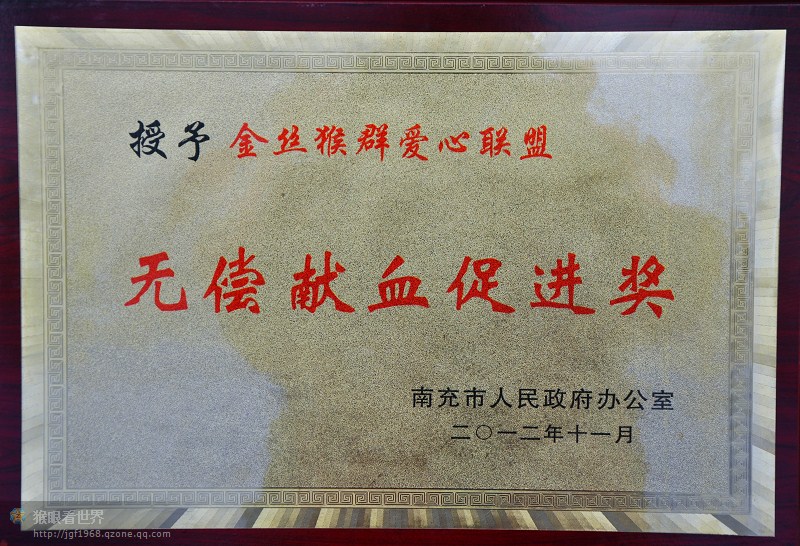 授予 金丝猴群爱心联盟
无偿献血促进奖
南充市人民政府办公室
二〇一二年十一月
猴眼看世界
http://jgf1968.qzone.qq.com